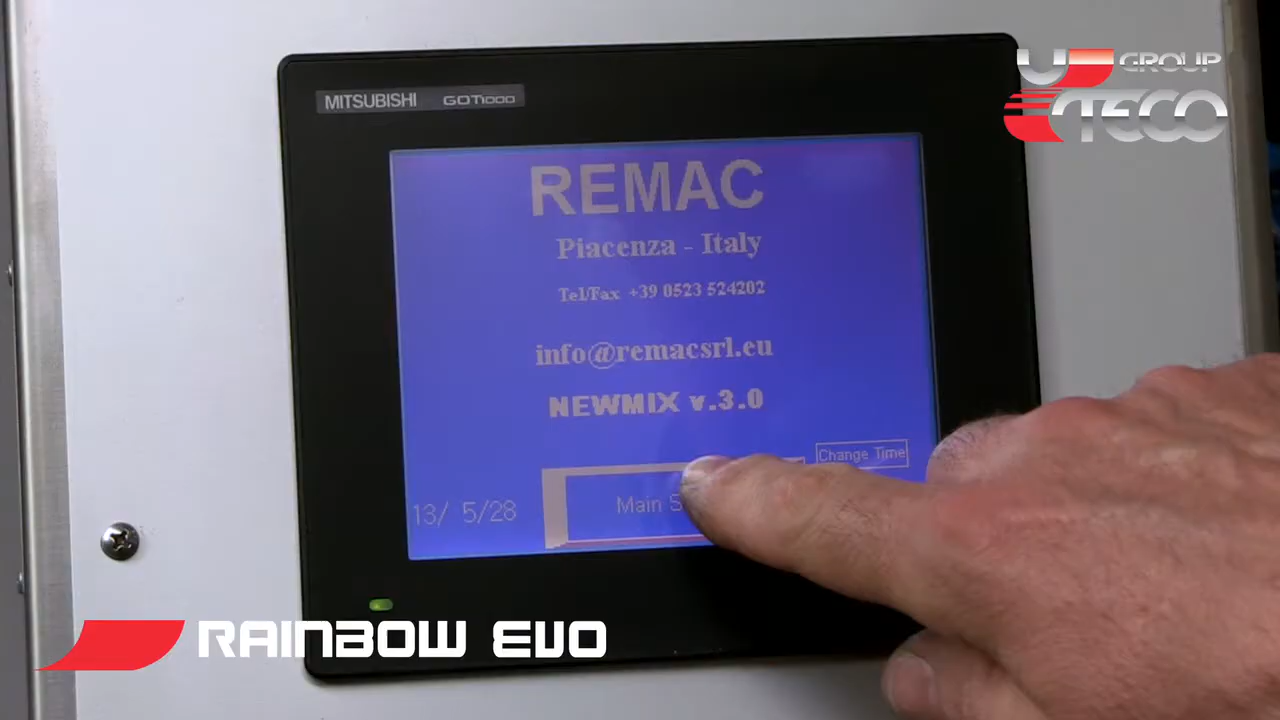 MITSUBISHI GOT1000
GROUP
UTECO
REMAC
Piacenza - Italy
Tel/Fax +39 0523 524202
info@remacsrl.eu
NEWMIX v.3.0
Change Time
13/ 5/28
Main
RAINBOW EVO